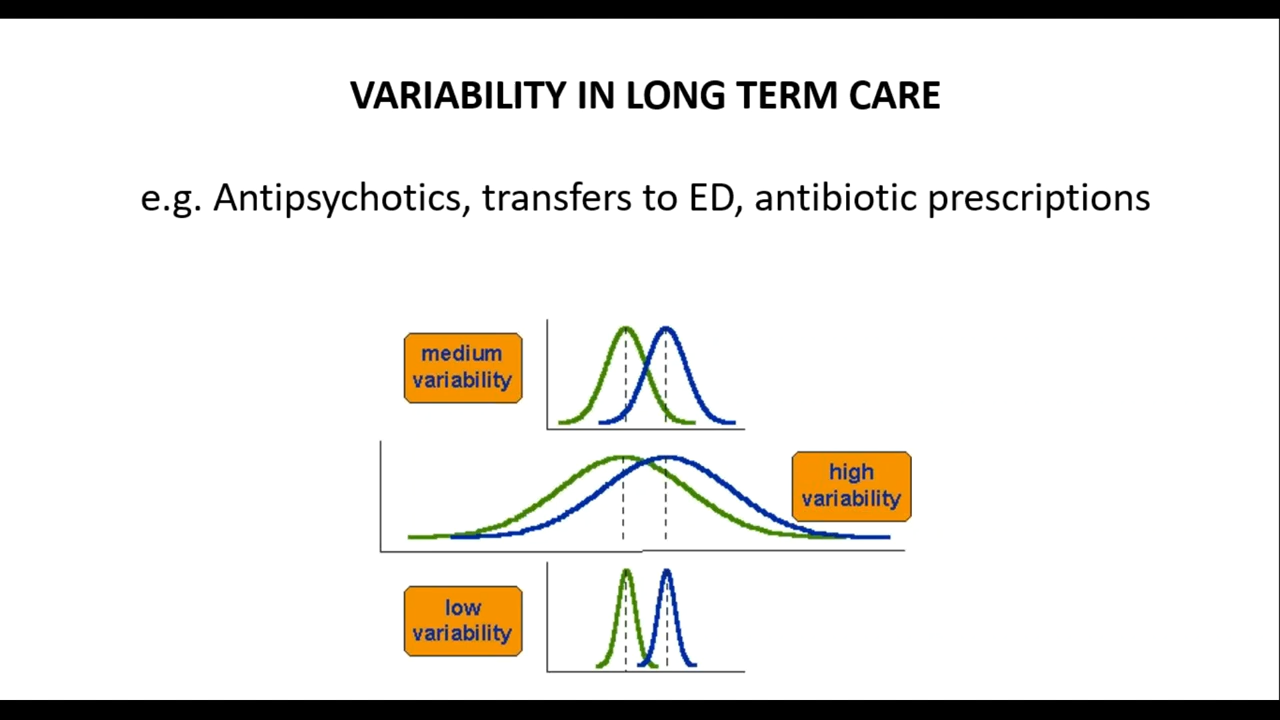 VARIABILITY IN LONG TERM CARE
e.g. Antipsychotics, transfers to ED, antibiotic prescriptions
medium
variability
high
variability
low
variability